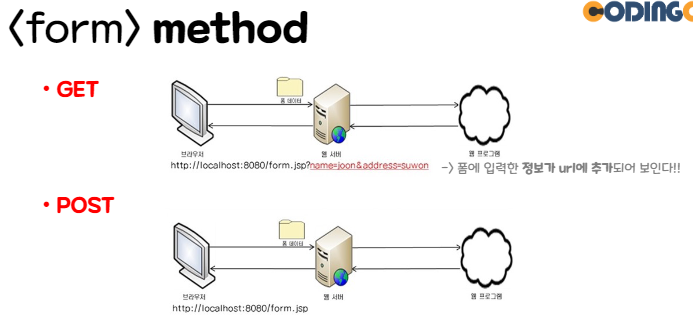 CODINGO
<form> method
• GET
폼 데이터
브라우저
웹 서버
웹 프로그램
http://localhost:8080/form.jsp?name=joon&address=suwon
-> 폼에 입력한 정보가 url에 추가되어 보인다!!
• POST
폼 데이터
브라우저
웹 서버
웹 프로그램
http://localhost:8080/form.jsp